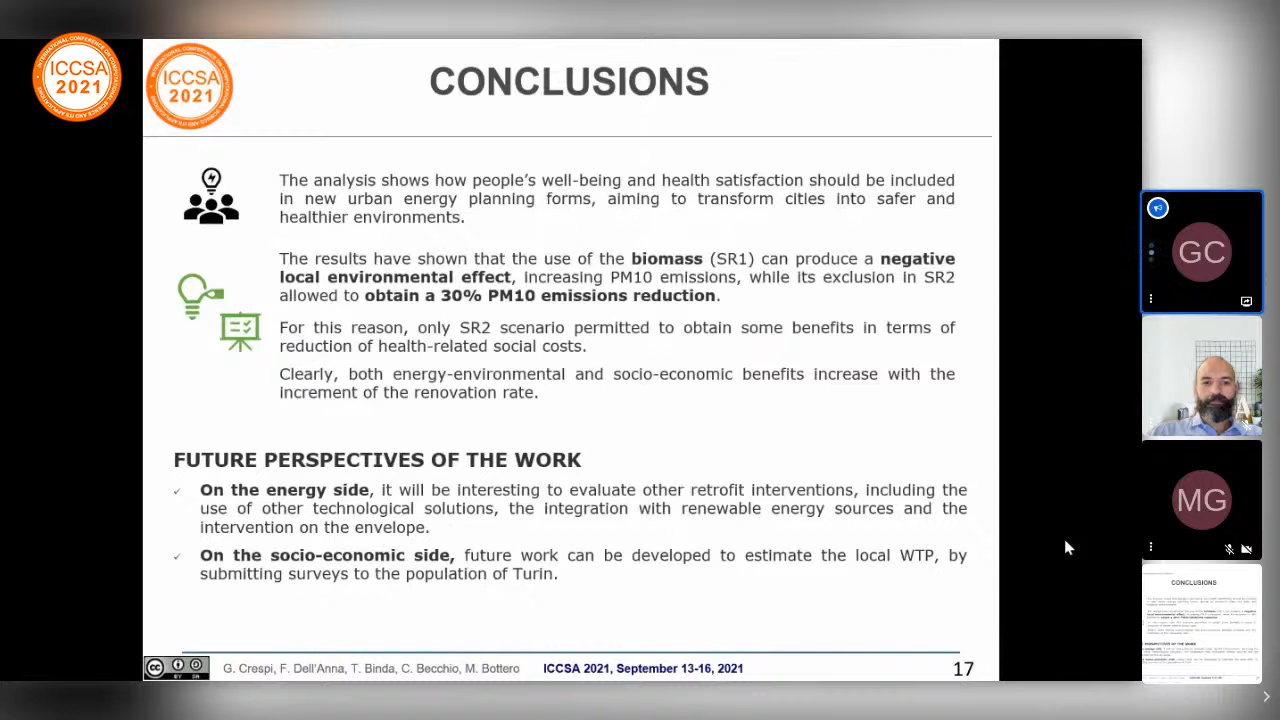 ICCSA
2021
ICCSA
2021
CONCLUSIONS
The analysis shows how people's well-being and health satisfaction should be included
in new urban energy planning forms, aiming to transform cities into safer and
healthier environments.
The results have shown that the use of the biomass (SR1) can produce a negative
local environmental effect, increasing PM10 emissions, while its exclusion in SR2
allowed to obtain a 30% PM10 emissions reduction.
For this reason, only SR2 scenario permitted to obtain some benefits in terms of
reduction of health-related social costs.
Clearly, both energy-environmental and socio-economic benefits increase with the
increment of the renovation rate.
FUTURE PERSPECTIVES OF THE WORK
✓ On the energy side, it will be interesting to evaluate other retrofit interventions, including the
use of other technological solutions, the integration with renewable energy sources and the
intervention on the envelope.
✓ On the socio-economic side, future work can be developed to estimate the local WTP, by
submitting surveys to the population of Turin.
CC BY SA
G. Crespi, F. Dell'Anna, T. Binda, C. Becchio, M. Bottero
CCSA 2021, September 13-16, 2021
17
GC
MG
CONCLUSIONS